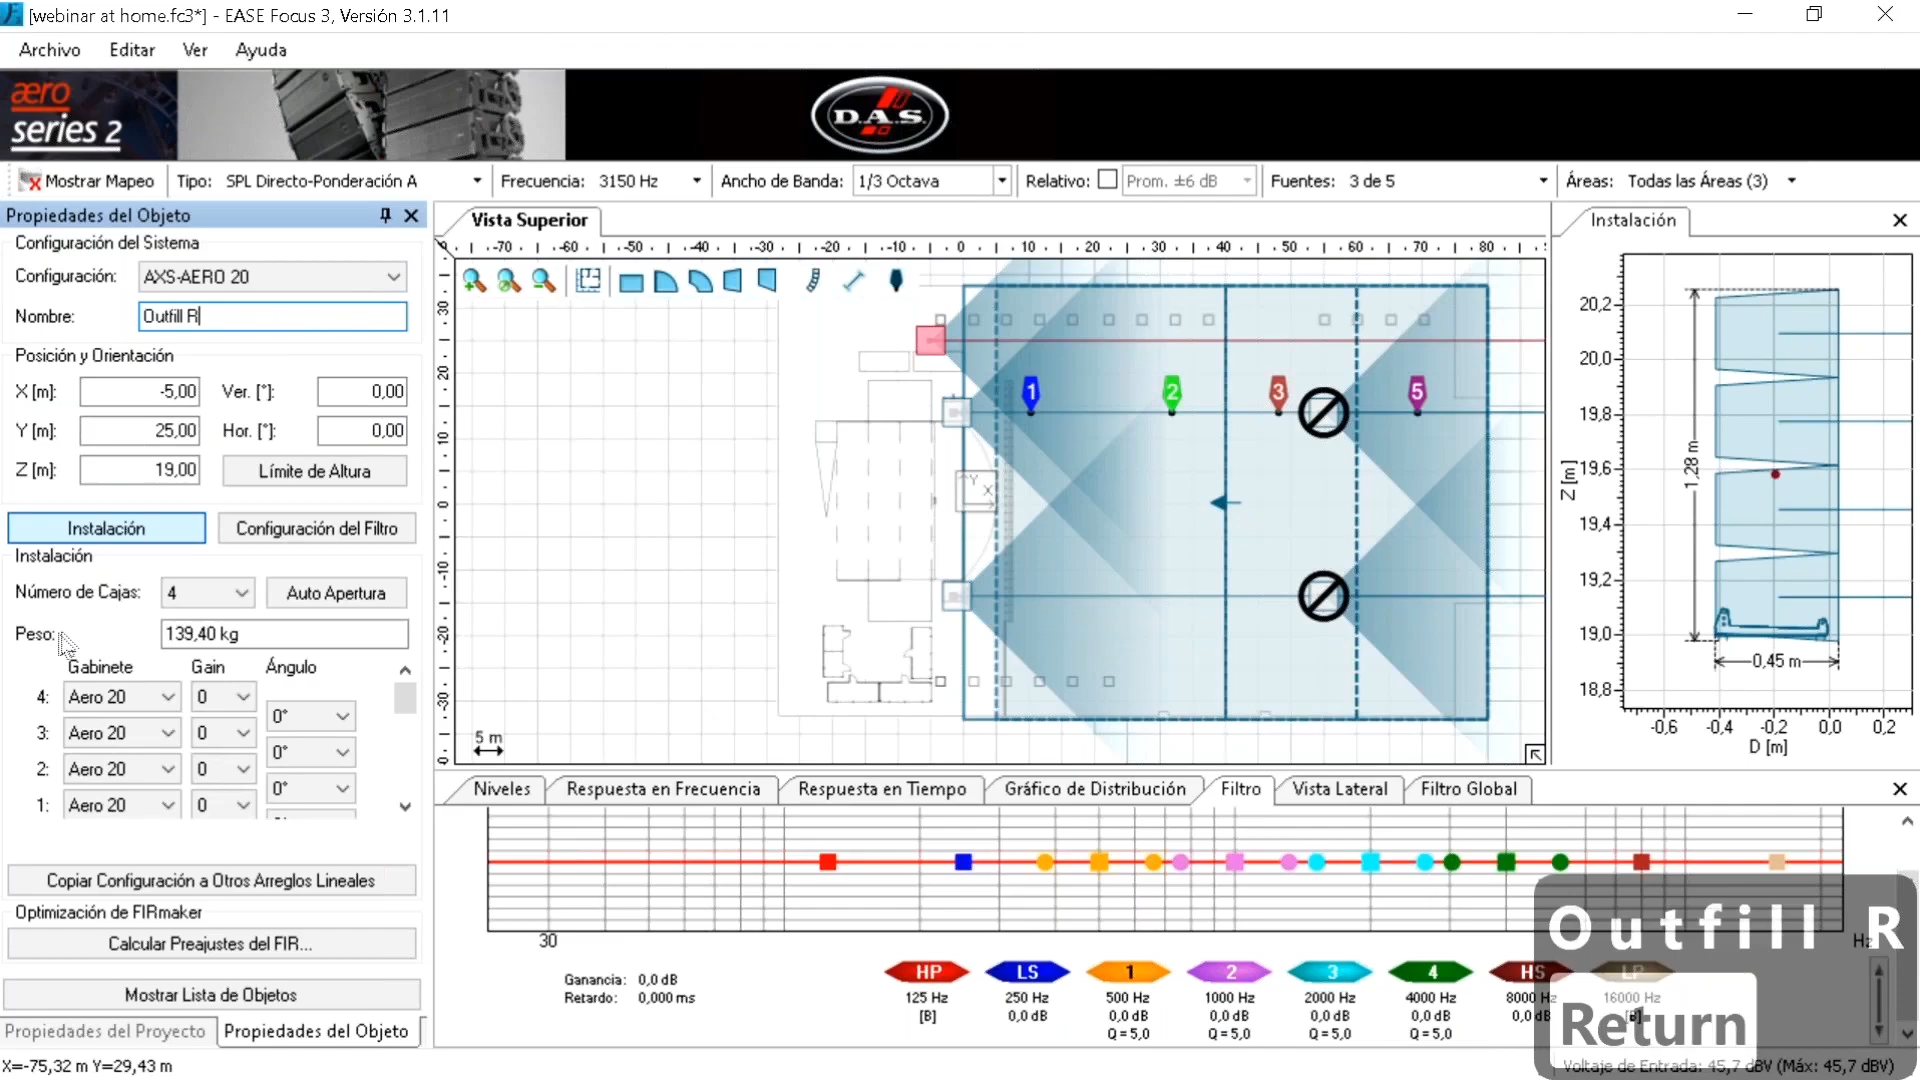 [webinar at home.fc3*] - EASE Focus 3, Versión 3.1.11
Archivo Editar Ver Ayuda
aero
series 2
D.A.S.
Mostrar Mapeo Tipo: SPL Directo-Ponderación A Frecuencia: 3150 Hz Ancho de Banda: 1/3 Octava Relativo: Prom. ±6 dB Fuentes: 3 de 5 Áreas: Todas las Áreas (3)
Propiedades del Objeto
Configuración del Sistema
Configuración: AXS-AERO 20
Nombre: Outfill R
Posición y Orientación
X [m]: -5,00 Ver. [°]: 0,00
Y [m]: 25,00 Hor. [°]: 0,00
Z [m]: 19,00 Límite de Altura
Instalación Configuración del Filtro
Instalación
Número de Cajas: 4 Auto Apertura
Peso: 139,40 kg
Gabinete Gain Ángulo
4: Aero 20 0
0°
3: Aero 20 0
0°
2: Aero 20 0
0°
1: Aero 20 0
Copiar Configuración a Otros Arreglos Lineales
Optimización de FIRmaker
Calcular Preajustes del FIR...
Mostrar Lista de Objetos
Propiedades del Proyecto Propiedades del Objeto
X=-75,32 m Y=29,43 m
Vista Superior
-70 -60 -50 -40 -30 -20 -10 0 10 20 30 40 50 60 70 80
30
20
10
0
-10
-20
-30
1 2 3 5
Y
X
5 m
Instalación
20,2
20,0
19,8
19,6
19,4
19,2
19,0
18,8
Z [m]
1,28 m
0,45 m
-0,6 -0,4 -0,2 0,0 0,2
D [m]
Niveles Respuesta en Frecuencia Respuesta en Tiempo Gráfico de Distribución Filtro Vista Lateral Filtro Global
30 Hz
Ganancia: 0,0 dB
Retardo: 0,000 ms
HP LS 1 2 3 4 HS LP
125 Hz 250 Hz 500 Hz 1000 Hz 2000 Hz 4000 Hz 8000 Hz 16000 Hz
[B] 0,0 dB 0,0 dB 0,0 dB 0,0 dB 0,0 dB 0,0 dB [B]
Q = 5,0 Q = 5,0 Q = 5,0 Q = 5,0
Outfill R
Return
Voltaje de Entrada: 45,7 dBV (Máx: 45,7 dBV)